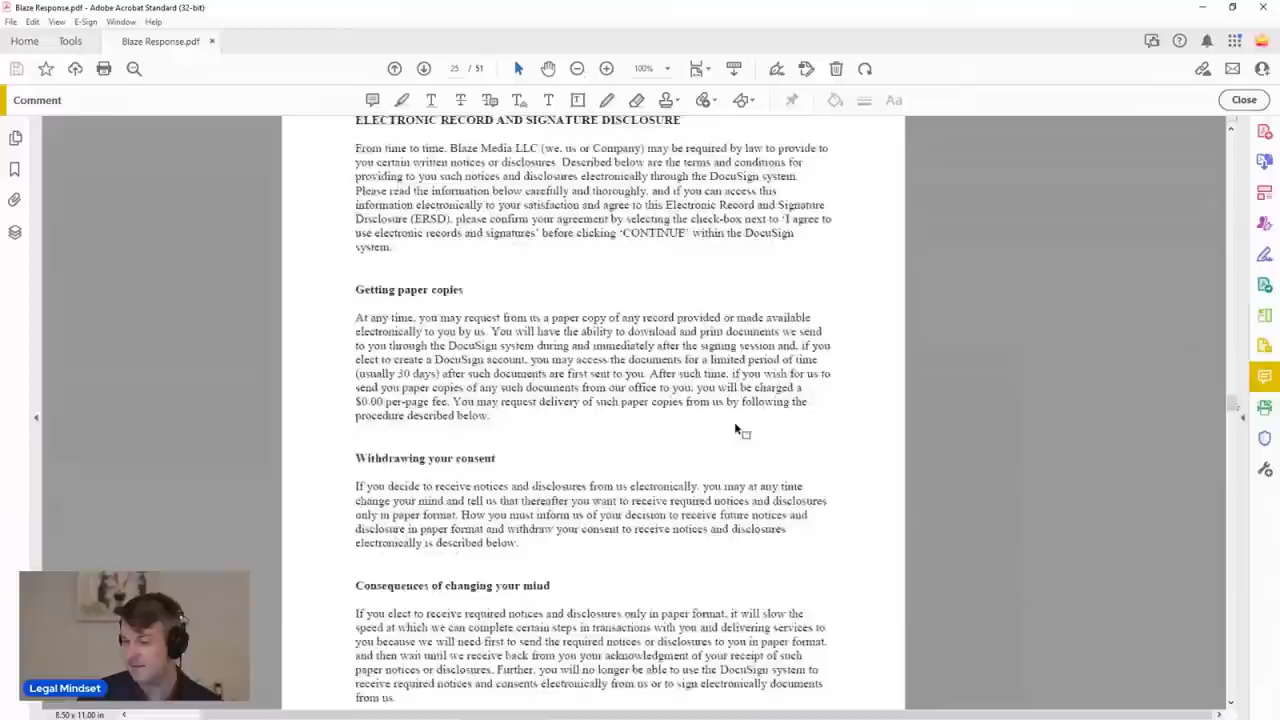 Blaze Response.pdf - Adobe Acrobat Standard (32-bit)
File Edit View E-Sign Window Help
Home Tools Blaze Response.pdf ×
25 / 51 100%
Comment Close
ELECTRONIC RECORD AND SIGNATURE DISCLOSURE
From time to time, Blaze Media LLC (we, us or Company) may be required by law to provide to
you certain written notices or disclosures. Described below are the terms and conditions for
providing to you such notices and disclosures electronically through the DocuSign system.
Please read the information below carefully and thoroughly, and if you can access this
information electronically to your satisfaction and agree to this Electronic Record and Signature
Disclosure (ERSD), please confirm your agreement by selecting the check-box next to ‘I agree to
use electronic records and signatures’ before clicking ‘CONTINUE’ within the DocuSign
system.
Getting paper copies
At any time, you may request from us a paper copy of any record provided or made available
electronically to you by us. You will have the ability to download and print documents we send
to you through the DocuSign system during and immediately after the signing session and, if you
elect to create a DocuSign account, you may access the documents for a limited period of time
(usually 30 days) after such documents are first sent to you. After such time, if you wish for us to
send you paper copies of any such documents from our office to you, you will be charged a
$0.00 per-page fee. You may request delivery of such paper copies from us by following the
procedure described below.
Withdrawing your consent
If you decide to receive notices and disclosures from us electronically, you may at any time
change your mind and tell us that thereafter you want to receive required notices and disclosures
only in paper format. How you must inform us of your decision to receive future notices and
disclosure in paper format and withdraw your consent to receive notices and disclosures
electronically is described below.
Consequences of changing your mind
If you elect to receive required notices and disclosures only in paper format, it will slow the
speed at which we can complete certain steps in transactions with you and delivering services to
you because we will need first to send the required notices or disclosures to you in paper format,
and then wait until we receive back from you your acknowledgment of your receipt of such
paper notices or disclosures. Further, you will no longer be able to use the DocuSign system to
receive required notices and consents electronically from us or to sign electronically documents
from us.
Legal Mindset
8.50 x 11.00 in